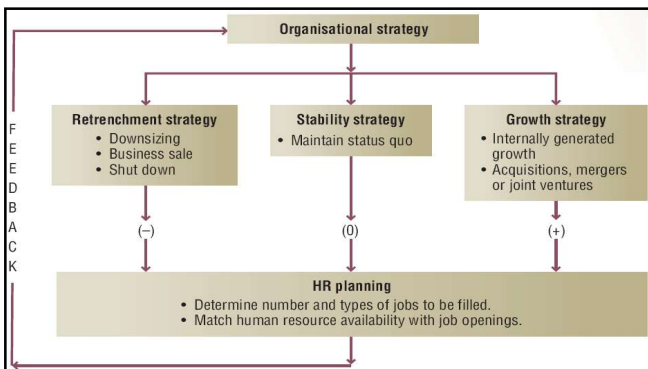 Organisational strategy
Retrenchment strategy
• Downsizing
• Business sale
• Shut down
Stability strategy
• Maintain status quo
Growth strategy
• Internally generated
growth
• Acquisitions, mergers
or joint ventures
F
E
E
D
B
A
C
K
(–)
(0)
(+)
HR planning
• Determine number and types of jobs to be filled.
• Match human resource availability with job openings.